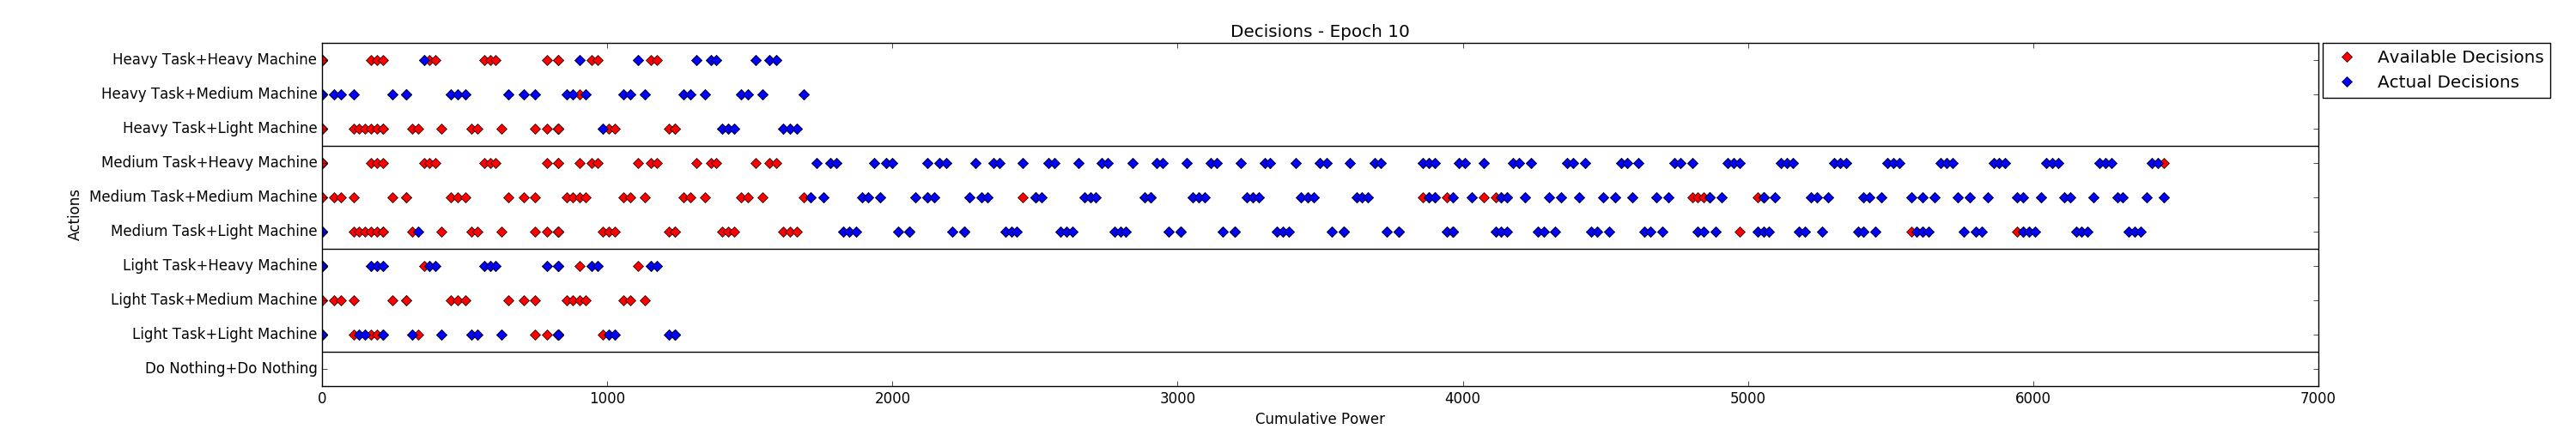 Decisions - Epoch 10
Heavy Task+Heavy Machine
Heavy Task+Medium Machine
Heavy Task+Light Machine
Medium Task+Heavy Machine
Medium Task+Medium Machine
Medium Task+Light Machine
Light Task+Heavy Machine
Light Task+Medium Machine
Light Task+Light Machine
Do Nothing+Do Nothing
Actions
0 1000 2000 3000 4000 5000 6000 7000
Cumulative Power
Available Decisions
Actual Decisions